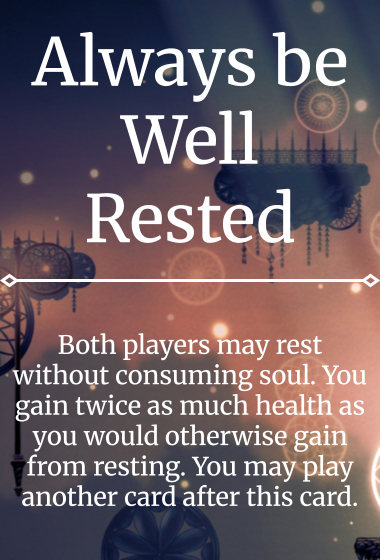 Always be
Well
Rested
Both players may rest
without consuming soul. You
gain twice as much health as
you would otherwise gain
from resting. You may play
another card after this card.